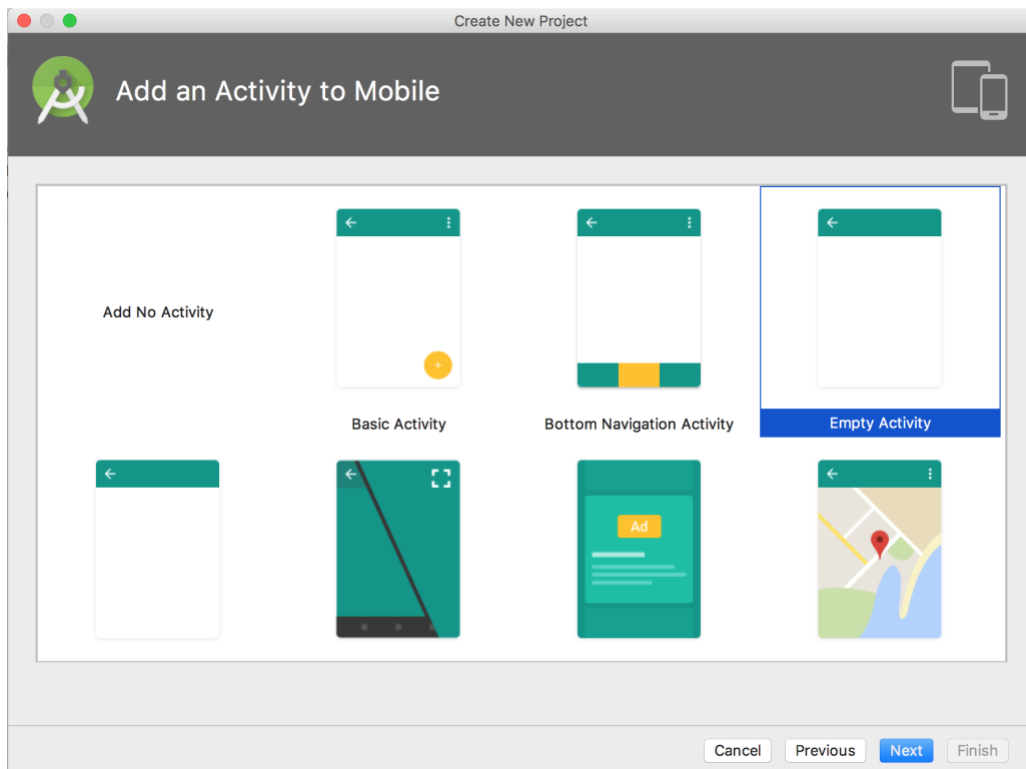 Create New Project
Add an Activity to Mobile
Add No Activity
Basic Activity
Bottom Navigation Activity
Empty Activity
Ad
Cancel
Previous
Next
Finish